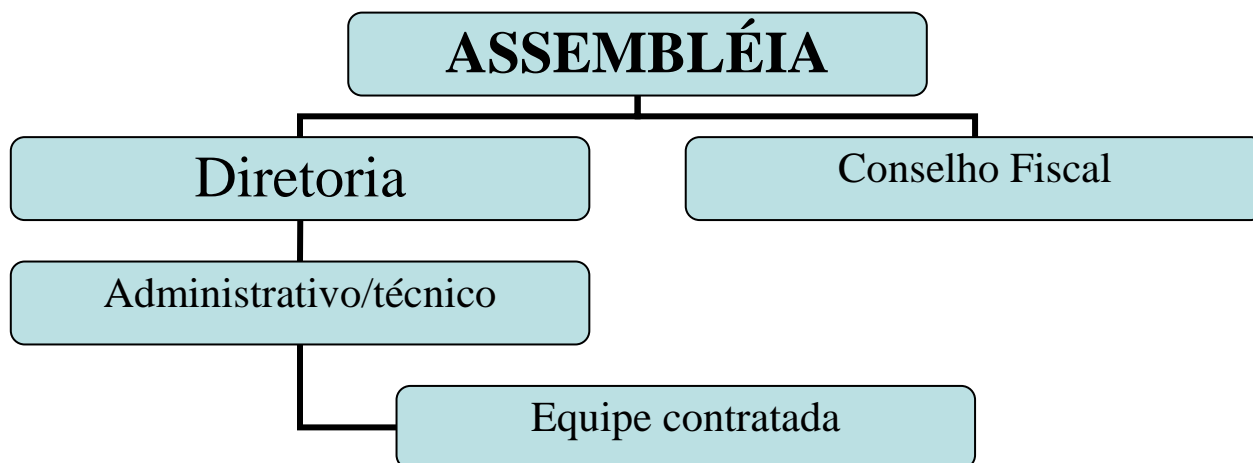 ASSEMBLÉIA
Diretoria
Conselho Fiscal
Administrativo/técnico
Equipe contratada